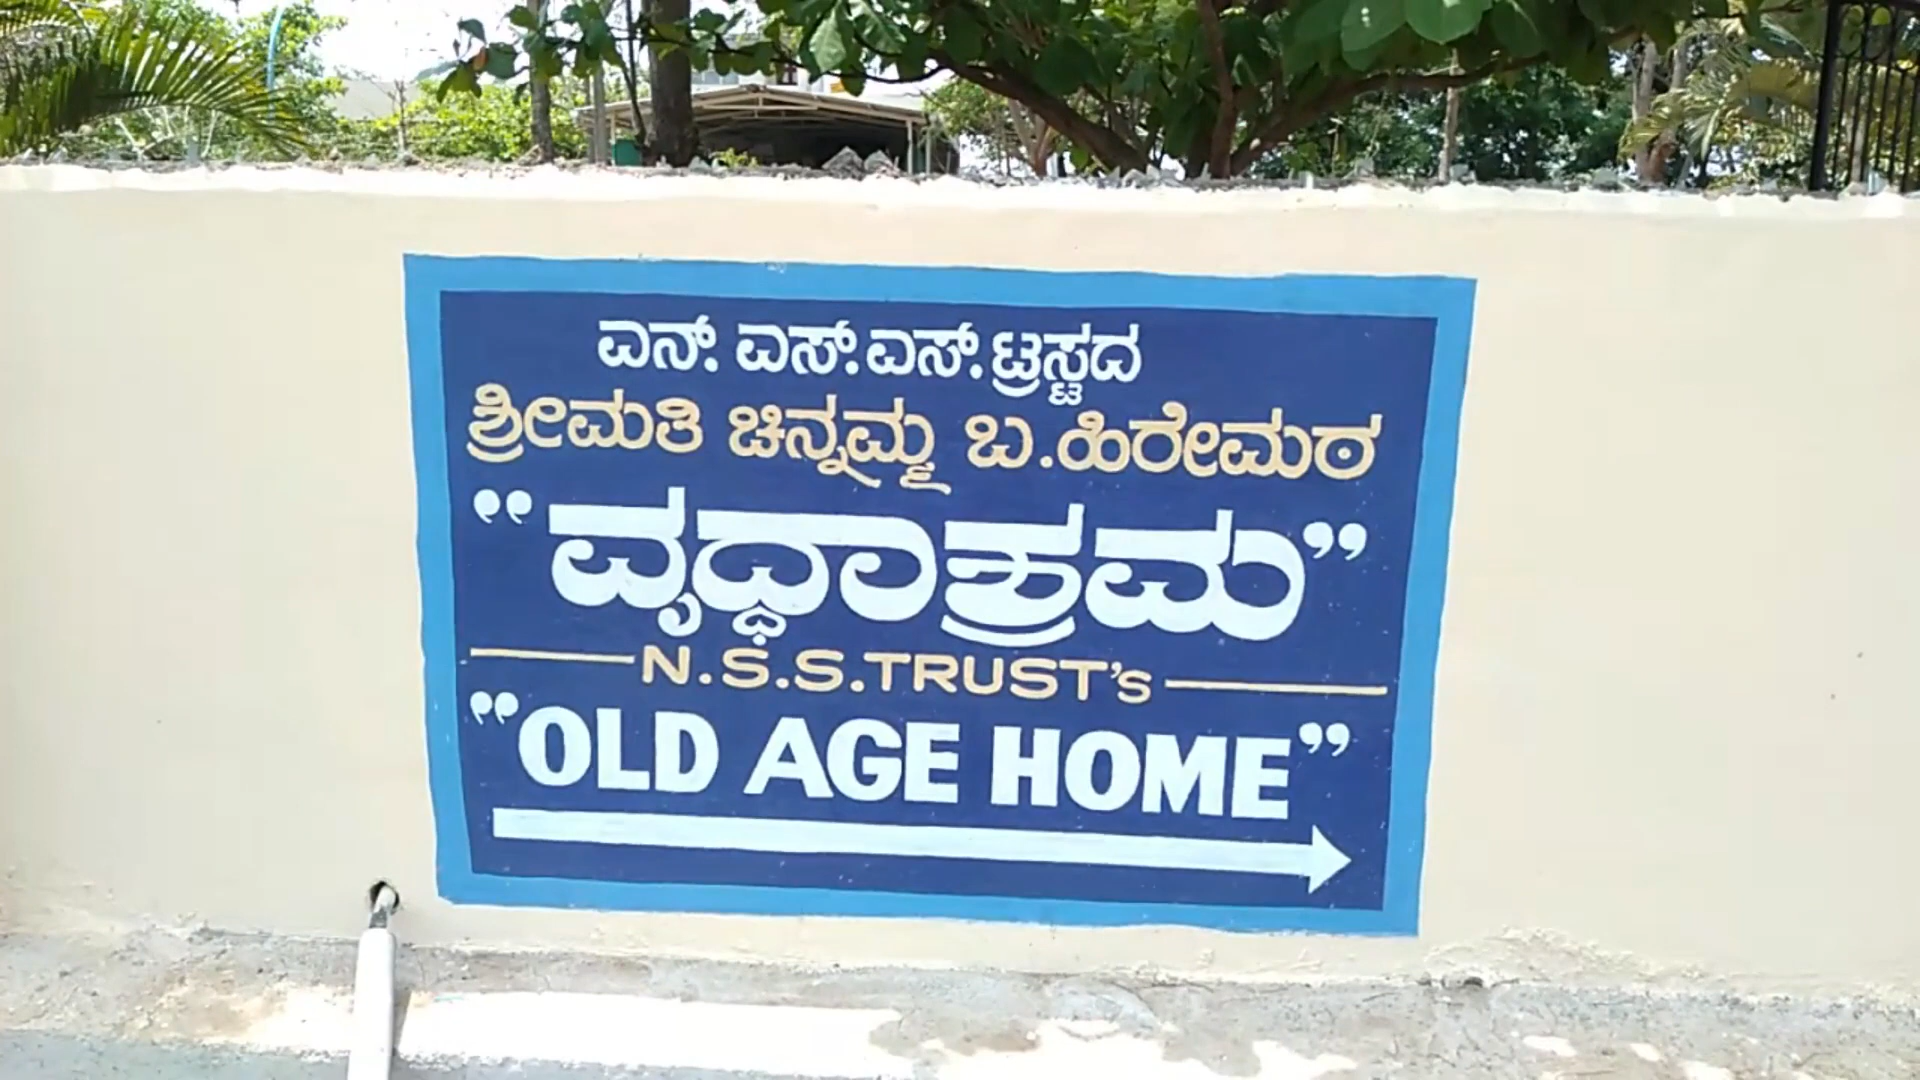 ಎನ್. ಎಸ್.ಎಸ್.ಟ್ರಸ್ಟದ
ಶ್ರೀಮತಿ ಚಿನ್ನಮ್ಮ ಬ.ಹಿರೇಮಠ
”ವೃಧ್ಧಾಶ್ರಮ”
N.S.S.TRUST’s
”OLD AGE HOME”